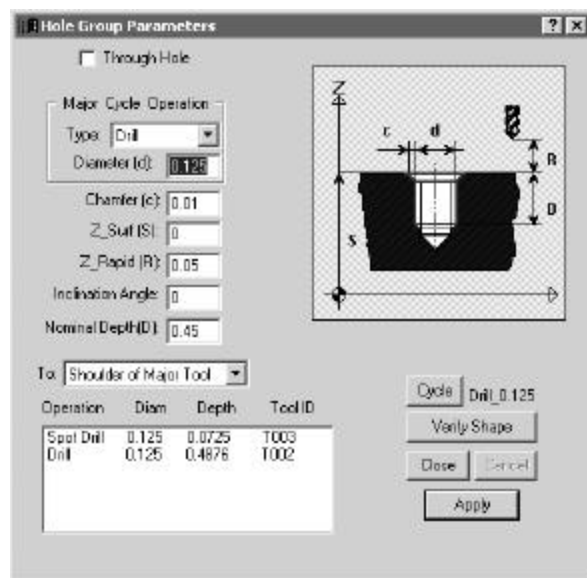 Hole Group Parameters
Through Hole
Major Cycle Operation
Type: Drill
Diameter (d): 0.125
Chamfer (c): 0.01
Z_Surf (S): 0
Z_Rapid (R): 0.05
Inclination Angle: 0
Nominal Depth(D): 0.45
To: Shoulder of Major Tool
Operation Diam Depth Tool ID
Spot Drill 0.125 0.0725 T003
Drill 0.125 0.4876 T002
Z
c d
R
D
S
Cycle Drill_0.125
Verify Shape
Close Cancel
Apply